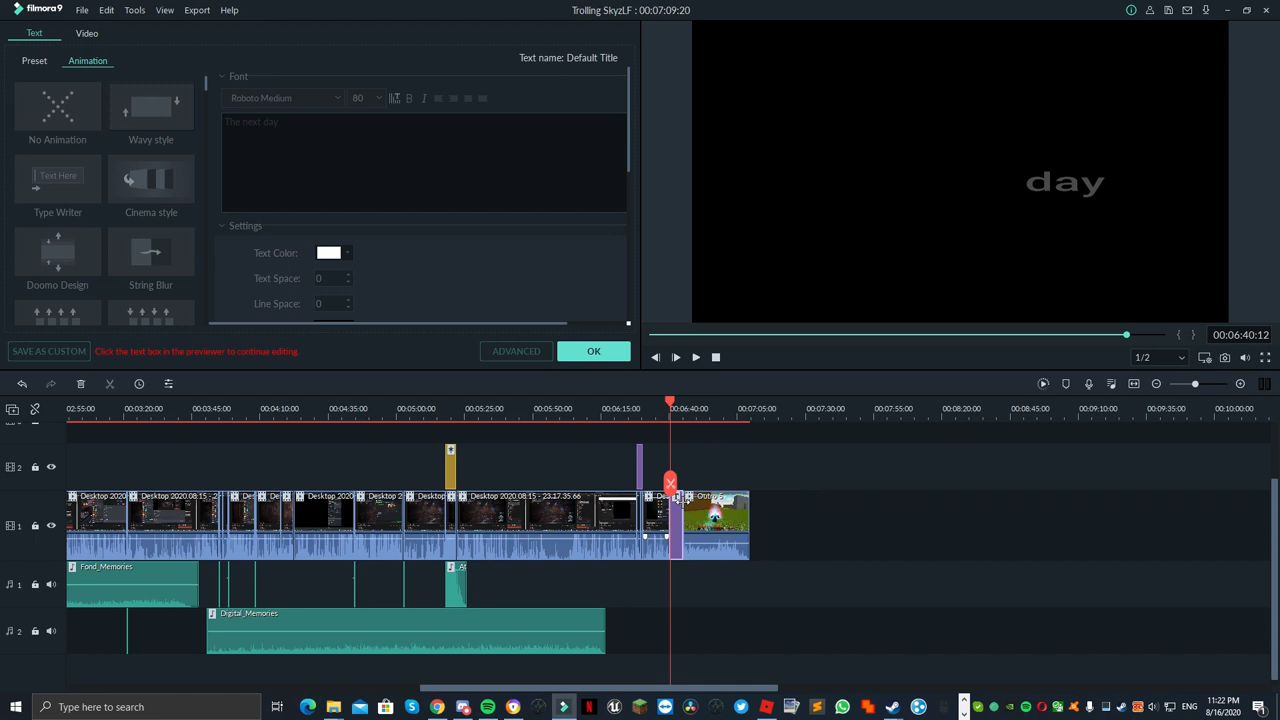 filmora9 File Edit Tools View Export Help
Trolling SkyzLF : 00:07:09:20
Text Video
Preset Animation
Text name: Default Title
No Animation
Wavy style
Text Here
Type Writer
Cinema style
Doomo Design
String Blur
Font
Roboto Medium 80 B I
The next day
Settings
Text Color:
Text Space: 0
Line Space: 0
SAVE AS CUSTOM Click the text box in the previewer to continue editing. ADVANCED OK
day
{ } 00:06:40:12
1/2
02:55:00 00:03:20:00 00:03:45:00 00:04:10:00 00:04:35:00 00:05:00:00 00:05:25:00 00:05:50:00 00:06:15:00 00:06:40:00 00:07:05:00 00:07:30:00 00:07:55:00 00:08:20:00 00:08:45:00 00:09:10:00 00:09:35:00 00:10:00:00
2
Desktop 2020 Desktop 2020.08.15 - 2 Desktop 2020 Desktop 2 Desktop Desktop 2020.08.15 - 23.17.35.66
1
1 Fond_Memories At
2 Digital_Memories
Type here to search
ENG
11:22 PM
8/16/2020